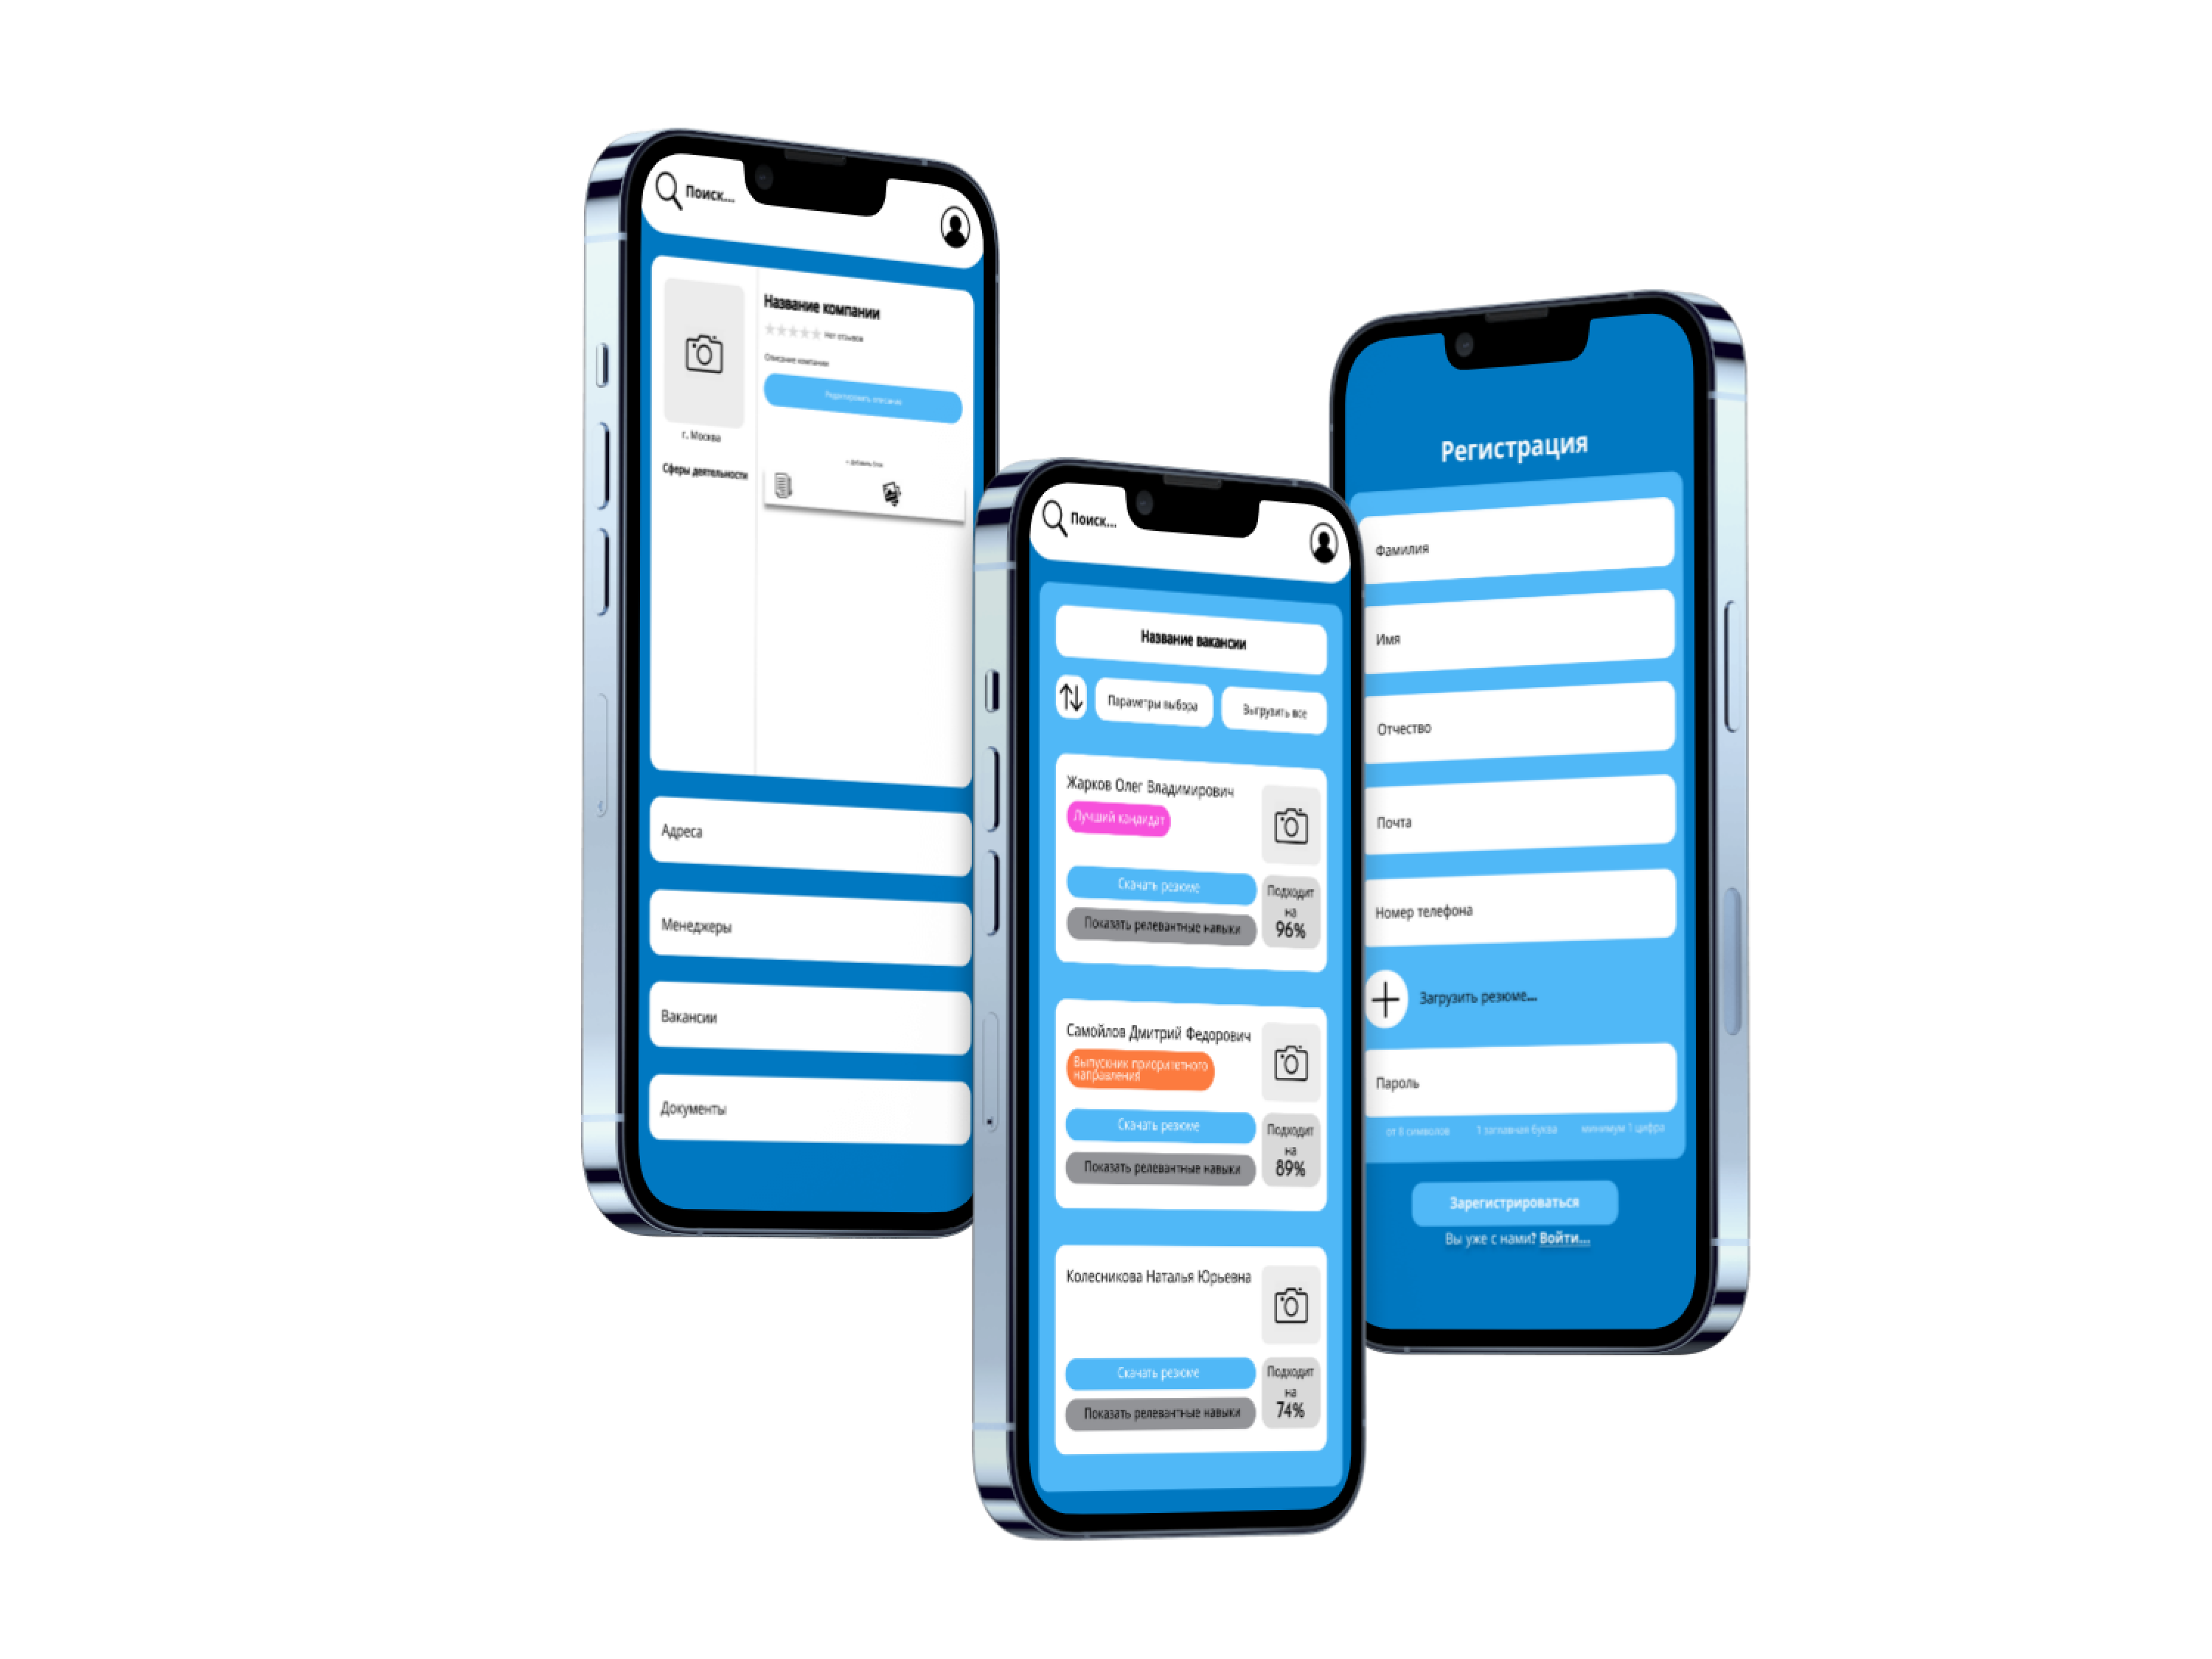 Поиск...
Название компании
Нет отзывов
Описание компании
Редактировать описание
г. Москва
+ добавить блок
Сферы деятельности
Адреса
Менеджеры
Вакансии
Документы
Поиск...
Название вакансии
Параметры выбора
Выгрузить все
Жарков Олег Владимирович
Лучший кандидат
Скачать резюме
Показать релевантные навыки
Подходит
на
96%
Самойлов Дмитрий Федорович
Выпускник приоритетного
направления
Скачать резюме
Показать релевантные навыки
Подходит
на
89%
Колесникова Наталья Юрьевна
Скачать резюме
Показать релевантные навыки
Подходит
на
74%
Регистрация
Фамилия
Имя
Отчество
Почта
Номер телефона
Загрузить резюме...
Пароль
от 8 символов 1 заглавная буква минимум 1 цифра
Зарегистрироваться
Вы уже с нами? Войти...